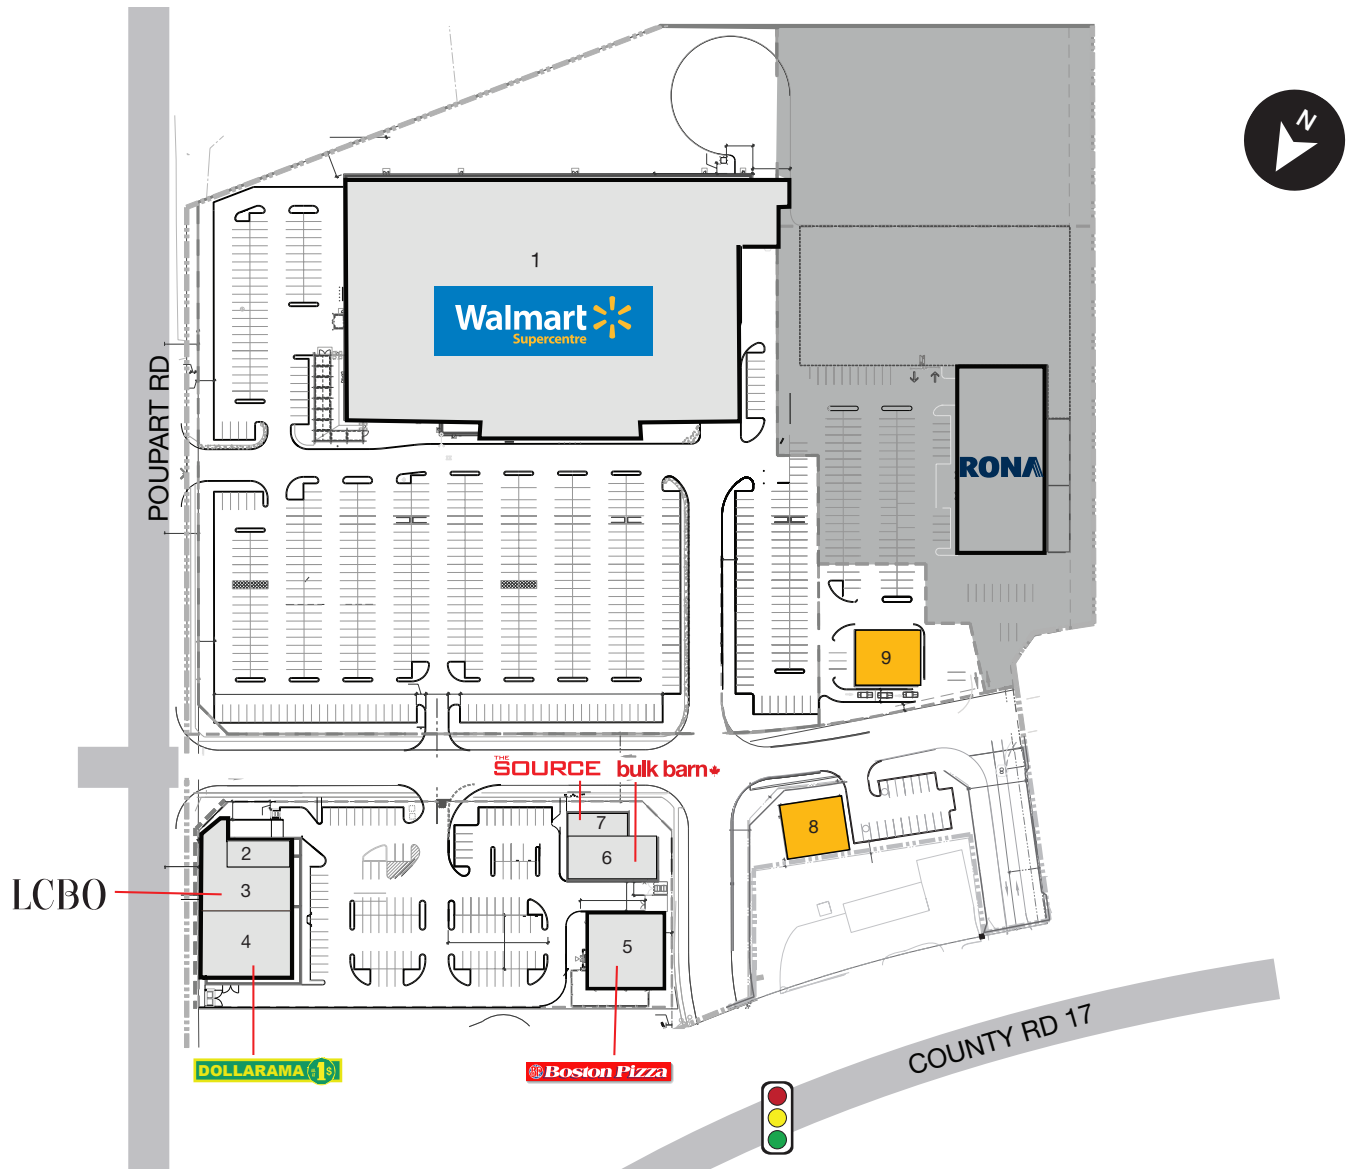 N
1
Walmart
Supercentre
POUPART RD
RONA
9
THE
SOURCE
bulk barn
8
7
6
2
3
LCBO
4
5
DOLLARAMA $1$
Boston Pizza
COUNTY RD 17